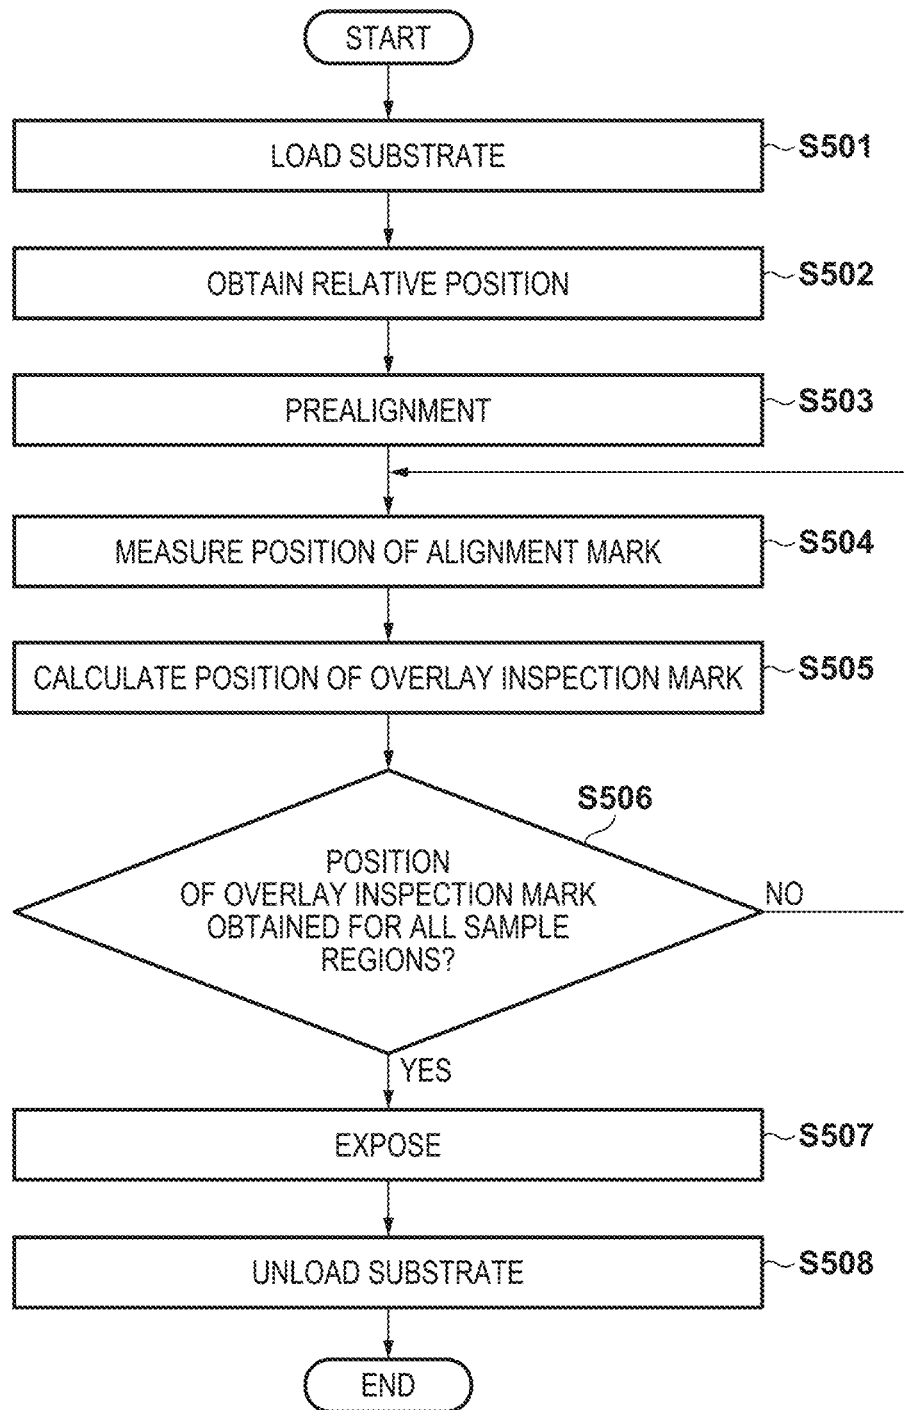 START
LOAD SUBSTRATE
S501
OBTAIN RELATIVE POSITION
S502
PREALIGNMENT
S503
MEASURE POSITION OF ALIGNMENT MARK
S504
CALCULATE POSITION OF OVERLAY INSPECTION MARK
S505
S506
POSITION
OF OVERLAY INSPECTION MARK
OBTAINED FOR ALL SAMPLE
REGIONS?
NO
YES
EXPOSE
S507
UNLOAD SUBSTRATE
S508
END